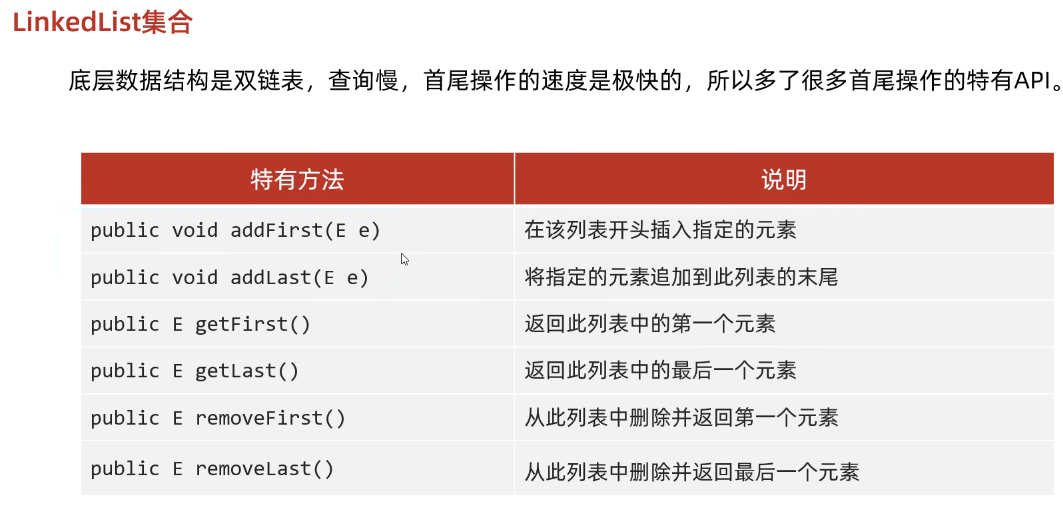 LinkedList集合
底层数据结构是双链表，查询慢，首尾操作的速度是极快的，所以多了很多首尾操作的特有API。
特有方法 说明
public void addFirst(E e) 在该列表开头插入指定的元素
public void addLast(E e) 将指定的元素追加到此列表的末尾
public E getFirst() 返回此列表中的第一个元素
public E getLast() 返回此列表中的最后一个元素
public E removeFirst() 从此列表中删除并返回第一个元素
public E removeLast() 从此列表中删除并返回最后一个元素